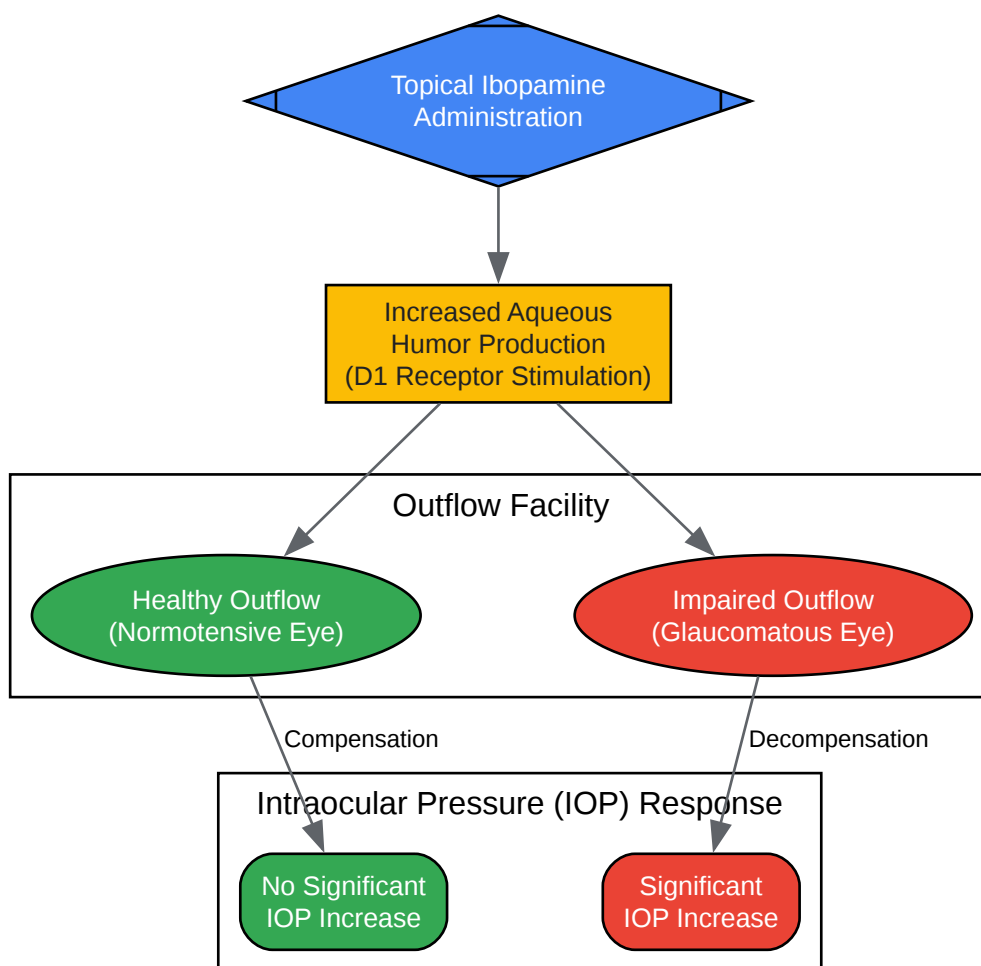 Topical Ibopamine
Administration
Increased Aqueous
Humor Production
(D1 Receptor Stimulation)
Outflow Facility
Healthy Outflow
(Normotensive Eye)
Impaired Outflow
(Glaucomatous Eye)
Compensation
Decompensation
Intraocular Pressure (IOP) Response
No Significant
IOP Increase
Significant
IOP Increase